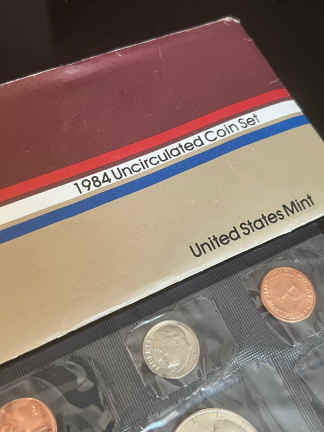 1984 Uncirculated Coin Set
United States Mint